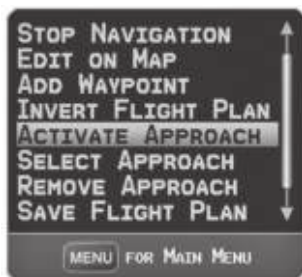 STOP NAVIGATION
EDIT ON MAP
ADD WAYPOINT
INVERT FLIGHT PLAN
ACTIVATE APPROACH
SELECT APPROACH
REMOVE APPROACH
SAVE FLIGHT PLAN
MENU FOR MAIN MENU